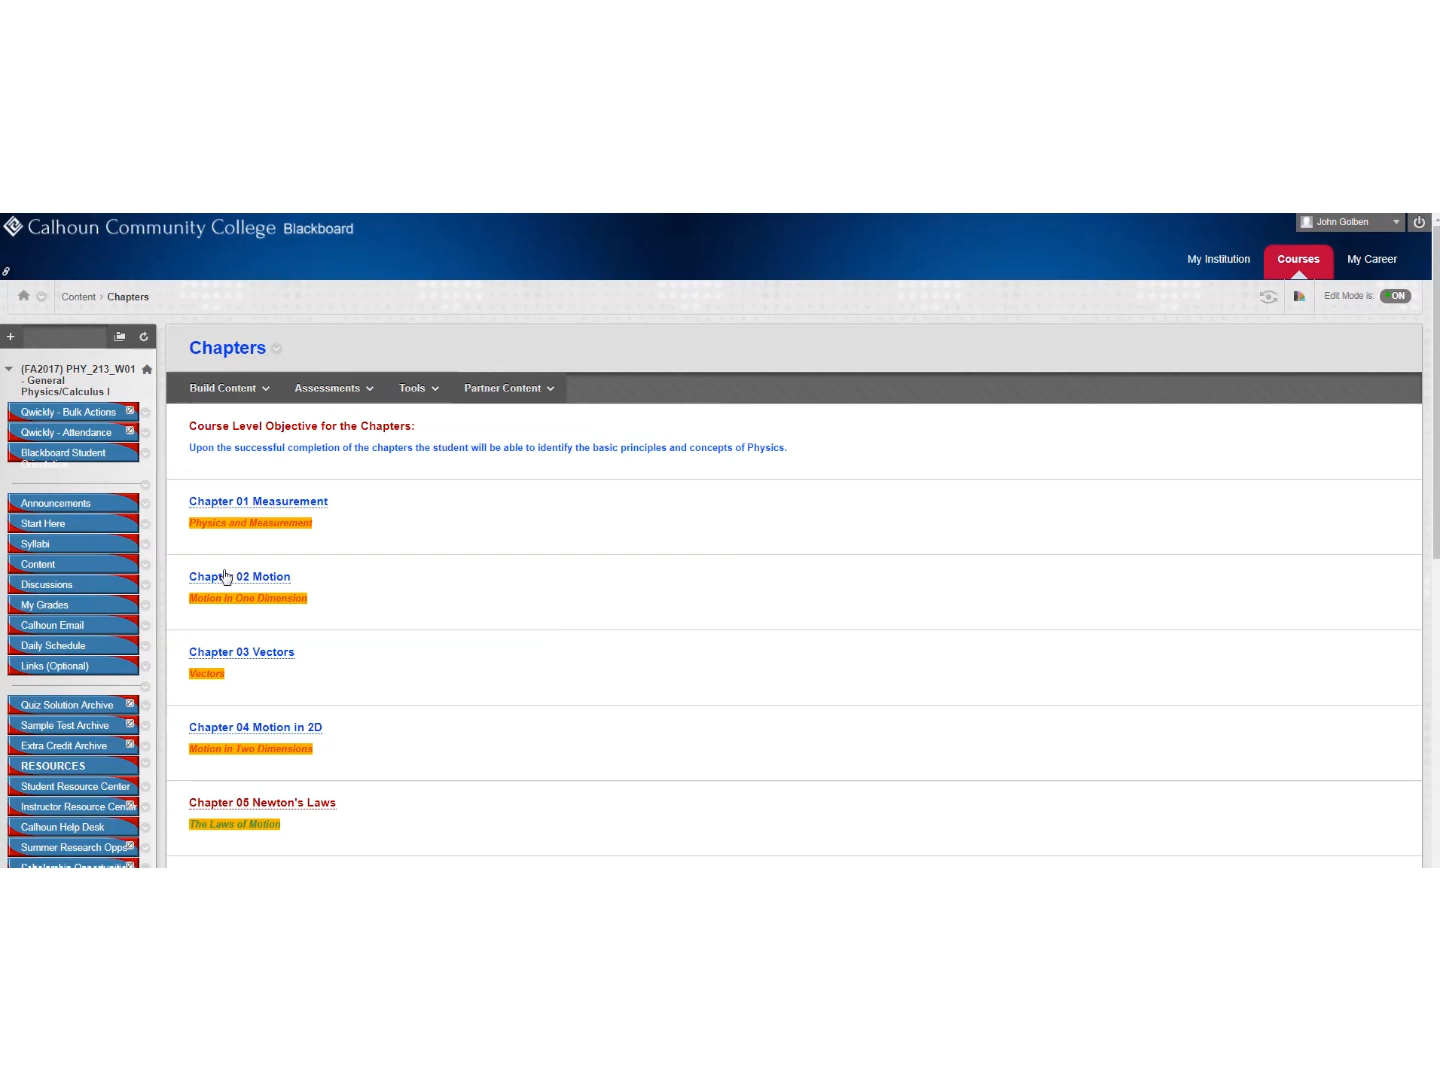 Calhoun Community College Blackboard
John Golben
My Institution
Courses
My Career
Content > Chapters
Edit Mode is: ON
(FA2017) PHY_213_W01
- General
Physics/Calculus I
Qwickly - Bulk Actions
Qwickly - Attendance
Blackboard Student
Orientation
Announcements
Start Here
Syllabi
Content
Discussions
My Grades
Calhoun Email
Daily Schedule
Links (Optional)
Quiz Solution Archive
Sample Test Archive
Extra Credit Archive
RESOURCES
Student Resource Center
Instructor Resource Center
Calhoun Help Desk
Summer Research Opps
Chapters
Build Content
Assessments
Tools
Partner Content
Course Level Objective for the Chapters:
Upon the successful completion of the chapters the student will be able to identify the basic principles and concepts of Physics.
Chapter 01 Measurement
Physics and Measurement
Chapter 02 Motion
Motion in One Dimension
Chapter 03 Vectors
Vectors
Chapter 04 Motion in 2D
Motion in Two Dimensions
Chapter 05 Newton's Laws
The Laws of Motion